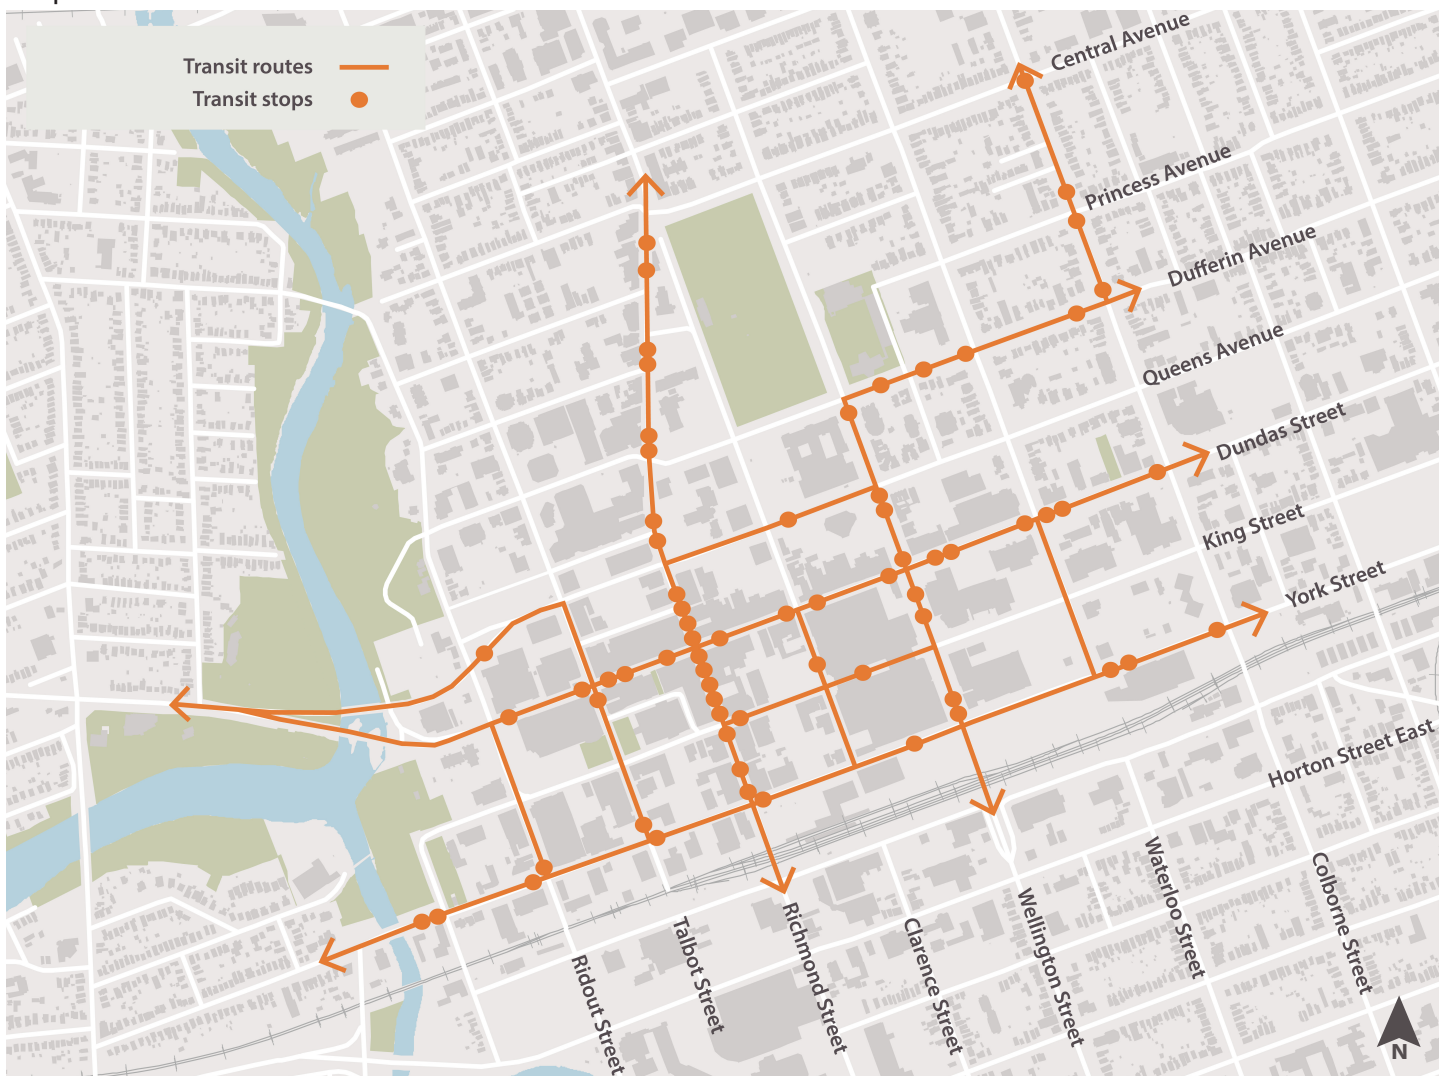 Transit routes
Transit stops
Central Avenue
Princess Avenue
Dufferin Avenue
Queens Avenue
Dundas Street
King Street
York Street
Horton Street East
Ridout Street
Talbot Street
Richmond Street
Clarence Street
Wellington Street
Waterloo Street
Colborne Street
N